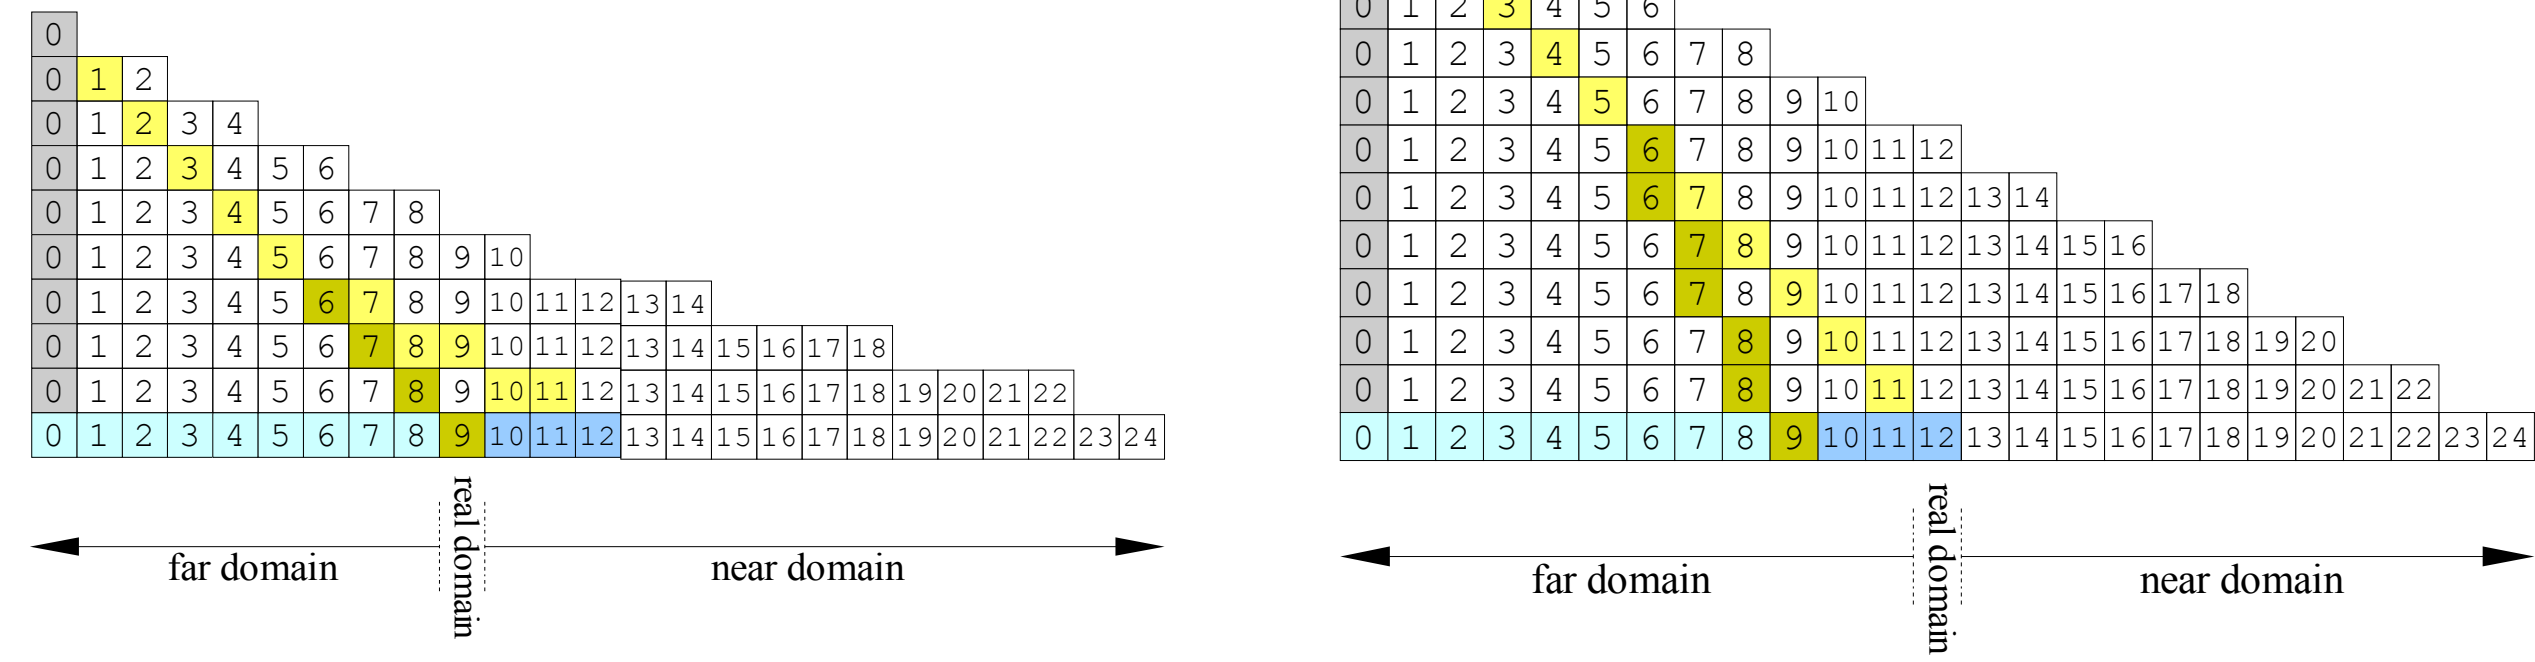 0
0 1 2
0 1 2 3 4
0 1 2 3 4 5 6
0 1 2 3 4 5 6 7 8
0 1 2 3 4 5 6 7 8 9 10
0 1 2 3 4 5 6 7 8 9 10 11 12 13 14
0 1 2 3 4 5 6 7 8 9 10 11 12 13 14 15 16 17 18
0 1 2 3 4 5 6 7 8 9 10 11 12 13 14 15 16 17 18 19 20 21 22
0 1 2 3 4 5 6 7 8 9 10 11 12 13 14 15 16 17 18 19 20 21 22 23 24
far domain
real domain
near domain
0 1 2 3 4 5 6
0 1 2 3 4 5 6 7 8
0 1 2 3 4 5 6 7 8 9 10
0 1 2 3 4 5 6 7 8 9 10 11 12
0 1 2 3 4 5 6 7 8 9 10 11 12 13 14
0 1 2 3 4 5 6 7 8 9 10 11 12 13 14 15 16
0 1 2 3 4 5 6 7 8 9 10 11 12 13 14 15 16 17 18
0 1 2 3 4 5 6 7 8 9 10 11 12 13 14 15 16 17 18 19 20
0 1 2 3 4 5 6 7 8 9 10 11 12 13 14 15 16 17 18 19 20 21 22
0 1 2 3 4 5 6 7 8 9 10 11 12 13 14 15 16 17 18 19 20 21 22 23 24
far domain
real domain
near domain